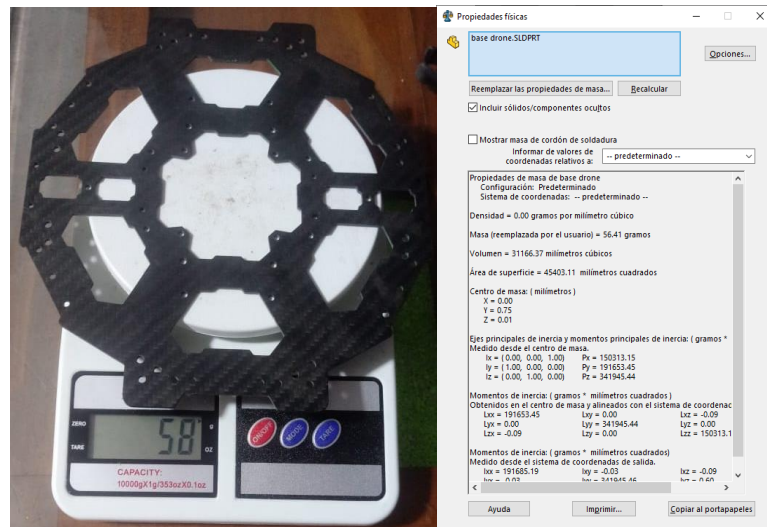 ZERO
TARE
58
g
oz
ON/OFF
MODE
TARE
CAPACITY:
10000gX1g/353ozX0.1oz
Propiedades físicas
base drone.SLDPRT
Opciones...
Reemplazar las propiedades de masa...
Recalcular
Incluir sólidos/componentes ocultos
Mostrar masa de cordón de soldadura
Informar de valores de
coordenadas relativos a:
-- predeterminado --
Propiedades de masa de base drone
Configuración: Predeterminado
Sistema de coordenadas: -- predeterminado --
Densidad = 0.00 gramos por milímetro cúbico
Masa (reemplazada por el usuario) = 56.41 gramos
Volumen = 31166.37 milímetros cúbicos
Área de superficie = 45403.11 milímetros cuadrados
Centro de masa: ( milímetros )
X = 0.00
Y = 0.75
Z = 0.01
Ejes principales de inercia y momentos principales de inercia: ( gramos *
Medido desde el centro de masa.
Ix = ( 0.00, 0.00, 1.00) Px = 150313.15
Iy = ( 1.00, 0.00, 0.00) Py = 191653.45
Iz = ( 0.00, 1.00, 0.00) Pz = 341945.44
Momentos de inercia: ( gramos * milímetros cuadrados )
Obtenidos en el centro de masa y alineados con el sistema de coordenac
Lxx = 191653.45 Lxy = 0.00 Lxz = -0.09
Lyx = 0.00 Lyy = 341945.44 Lyz = 0.00
Lzx = -0.09 Lzy = 0.00 Lzz = 150313.1
Momentos de inercia: ( gramos * milímetros cuadrados)
Medido desde el sistema de coordenadas de salida.
Ixx = 191685.19 Ixy = -0.03 Ixz = -0.09
Iyx = -0.03 Iyy = 341945.46 Iyz = 0.60
Ayuda
Imprimir...
Copiar al portapapeles